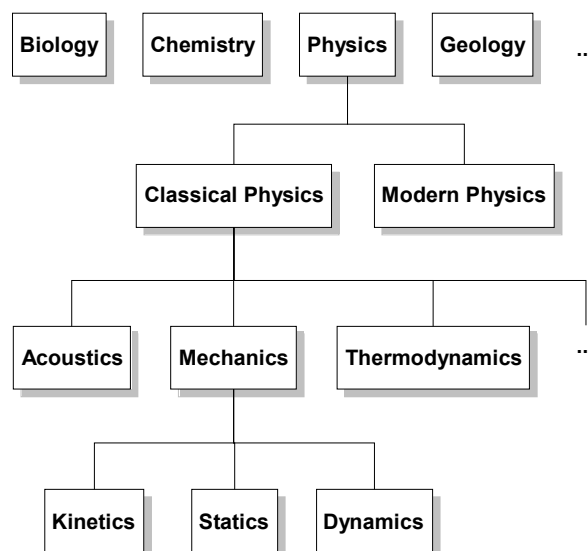 Biology Chemistry Physics Geology ..
Classical Physics Modern Physics
Acoustics Mechanics Thermodynamics ..
Kinetics Statics Dynamics